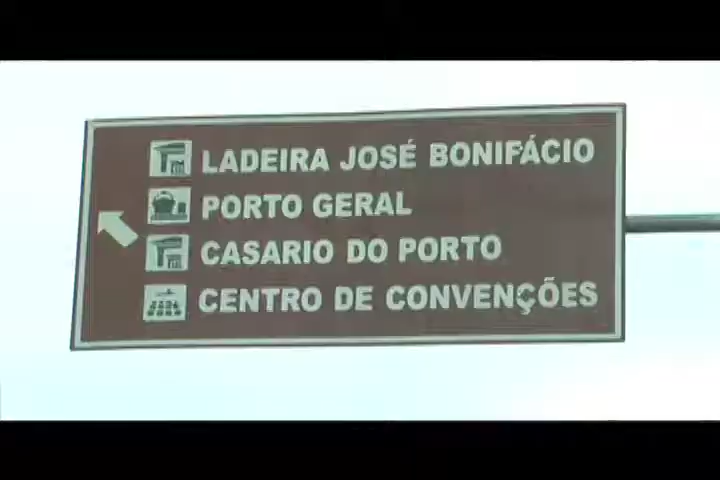 LADEIRA JOSÉ BONIFÁCIO
PORTO GERAL
CASARIO DO PORTO
CENTRO DE CONVENÇÕES